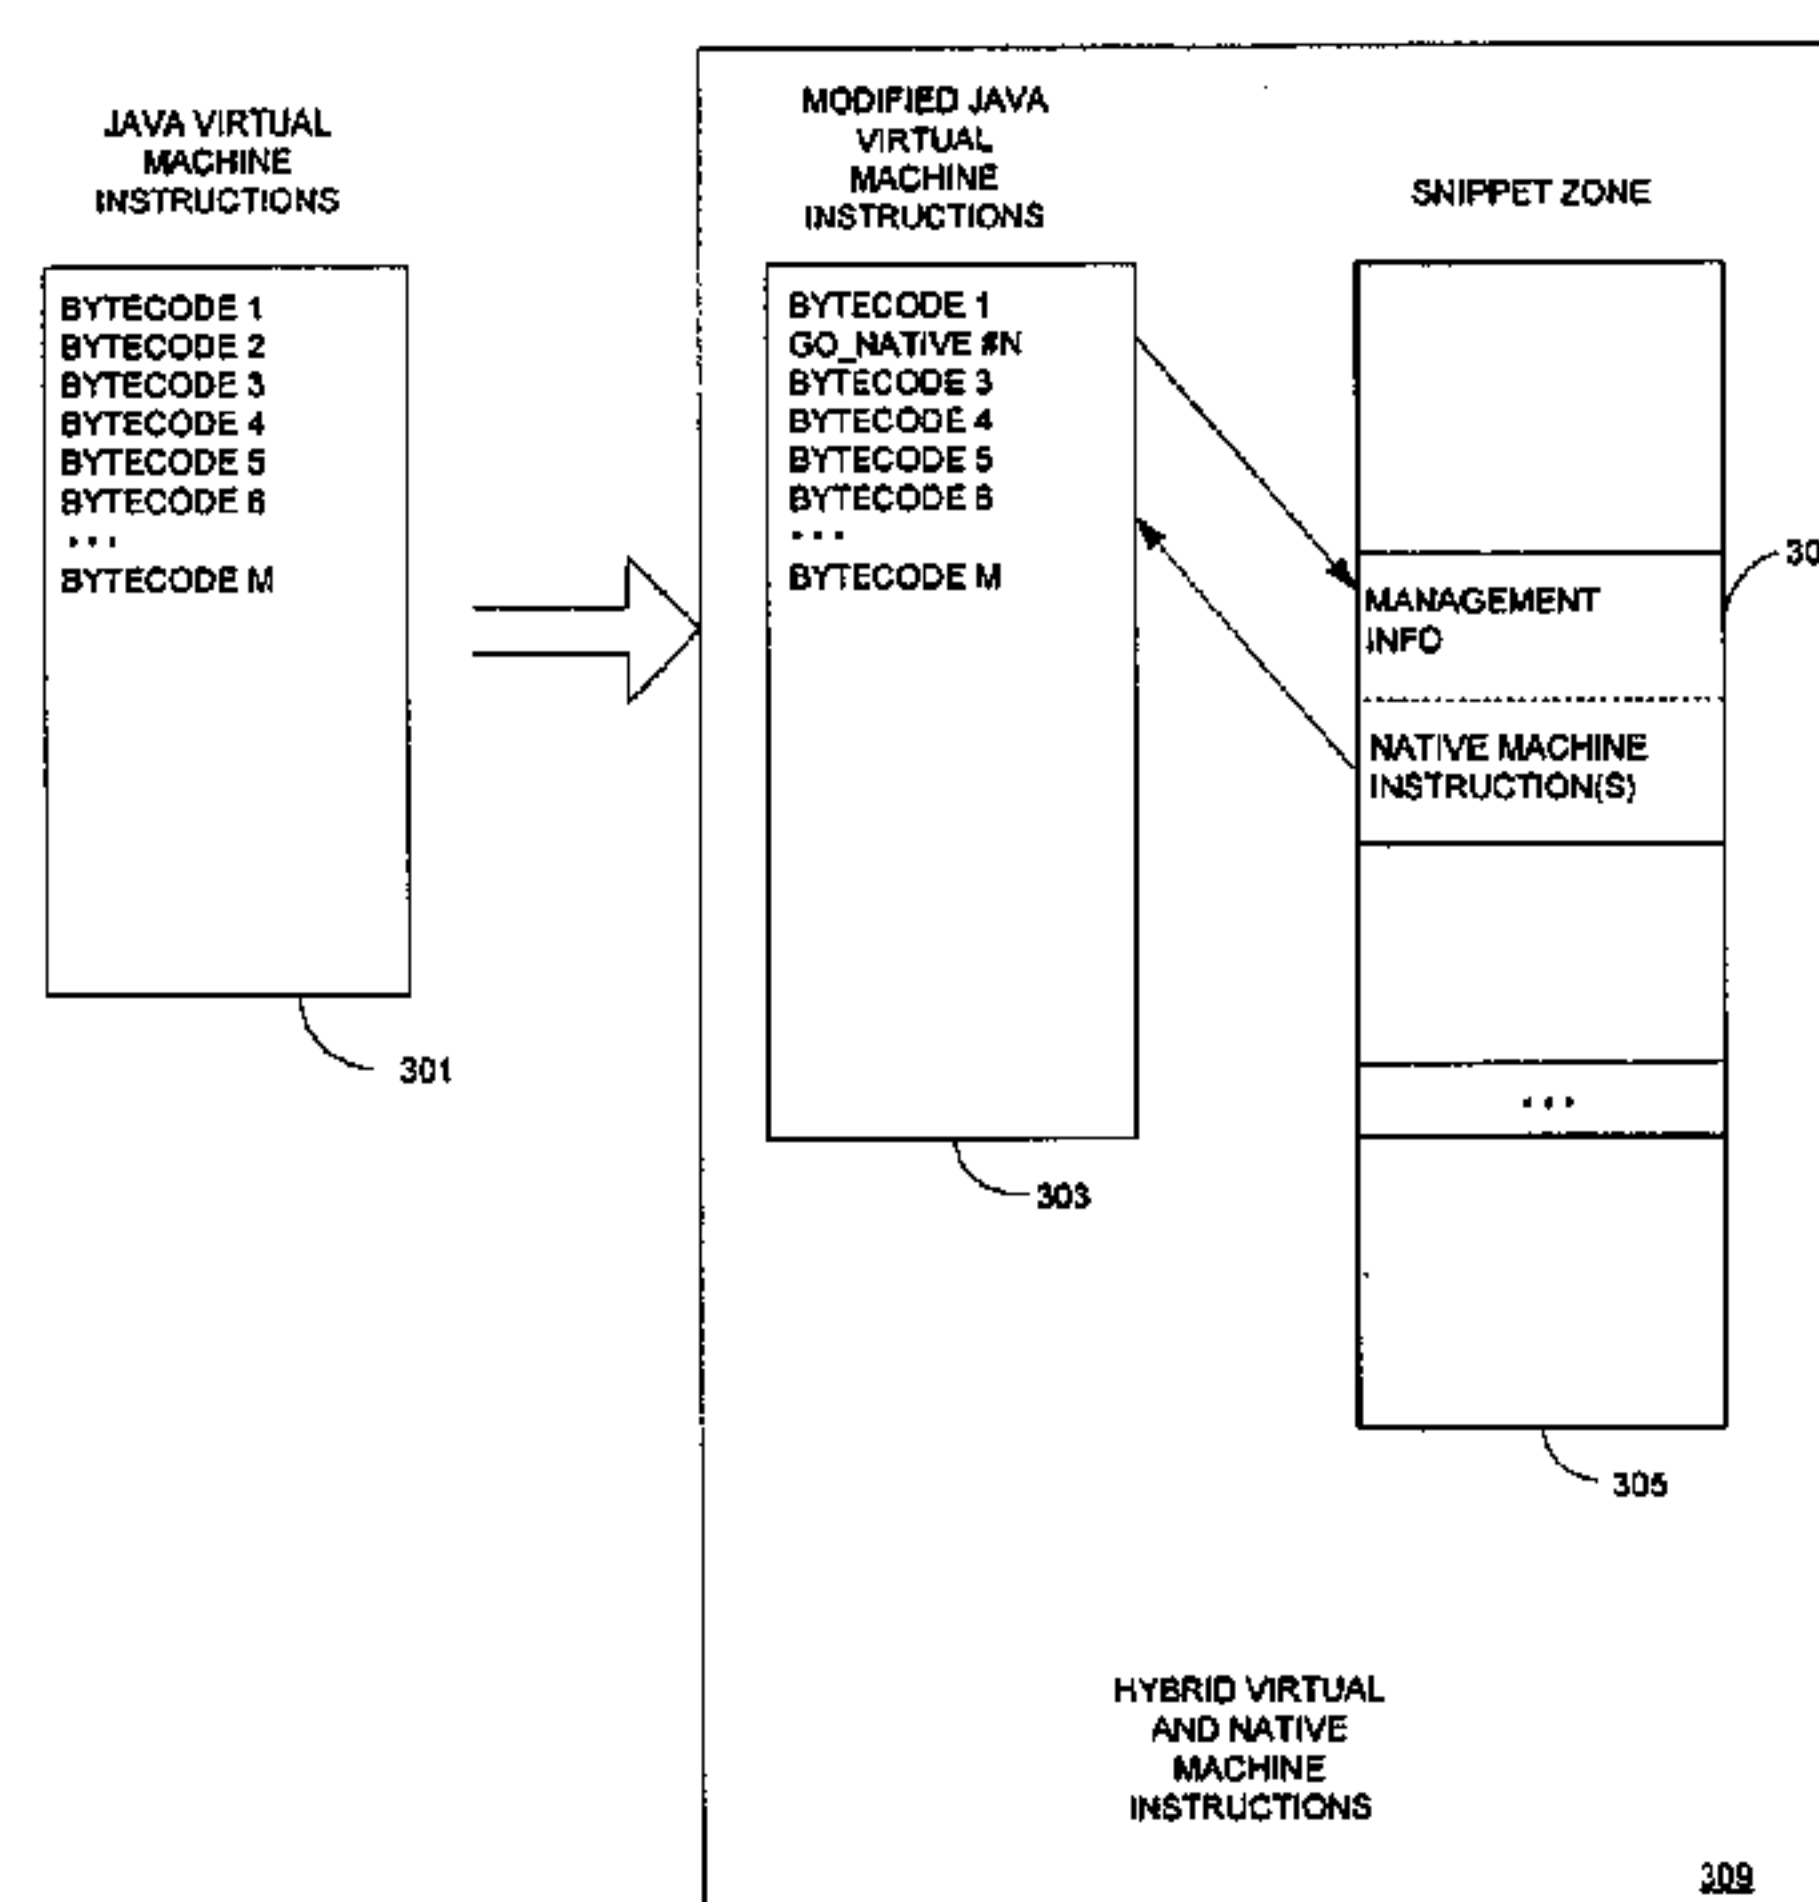 JAVA VIRTUAL
MACHINE
INSTRUCTIONS
BYTECODE 1
BYTECODE 2
BYTECODE 3
BYTECODE 4
BYTECODE 5
BYTECODE 6
...
BYTECODE M
301
MODIFIED JAVA
VIRTUAL
MACHINE
INSTRUCTIONS
BYTECODE 1
GO_NATIVE #N
BYTECODE 3
BYTECODE 4
BYTECODE 5
BYTECODE 6
...
BYTECODE M
303
SNIPPET ZONE
MANAGEMENT
INFO
NATIVE MACHINE
INSTRUCTION(S)
...
305
HYBRID VIRTUAL
AND NATIVE
MACHINE
INSTRUCTIONS
309